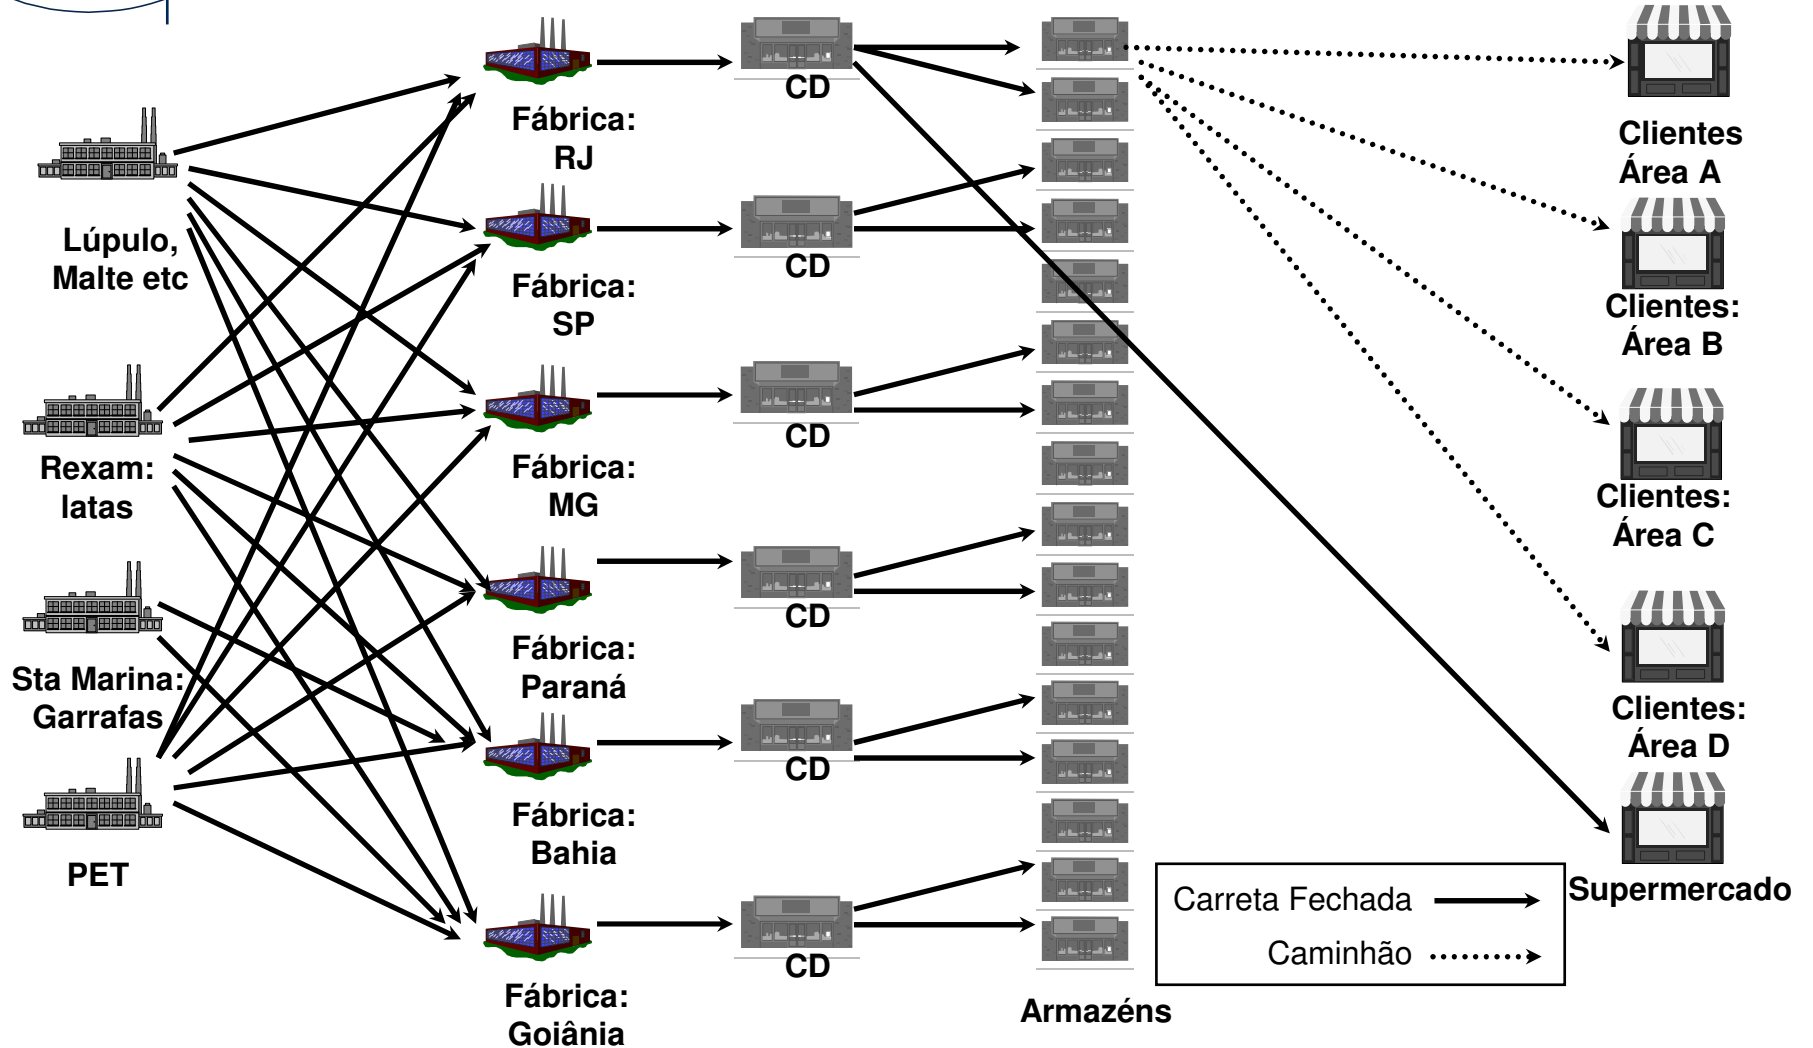 Lúpulo,
Malte etc
Rexam:
latas
Sta Marina:
Garrafas
PET
Fábrica:
RJ
Fábrica:
SP
Fábrica:
MG
Fábrica:
Paraná
Fábrica:
Bahia
Fábrica:
Goiânia
CD
CD
CD
CD
CD
CD
Armazéns
Clientes
Área A
Clientes:
Área B
Clientes:
Área C
Clientes:
Área D
Supermercado
Carreta Fechada
Caminhão